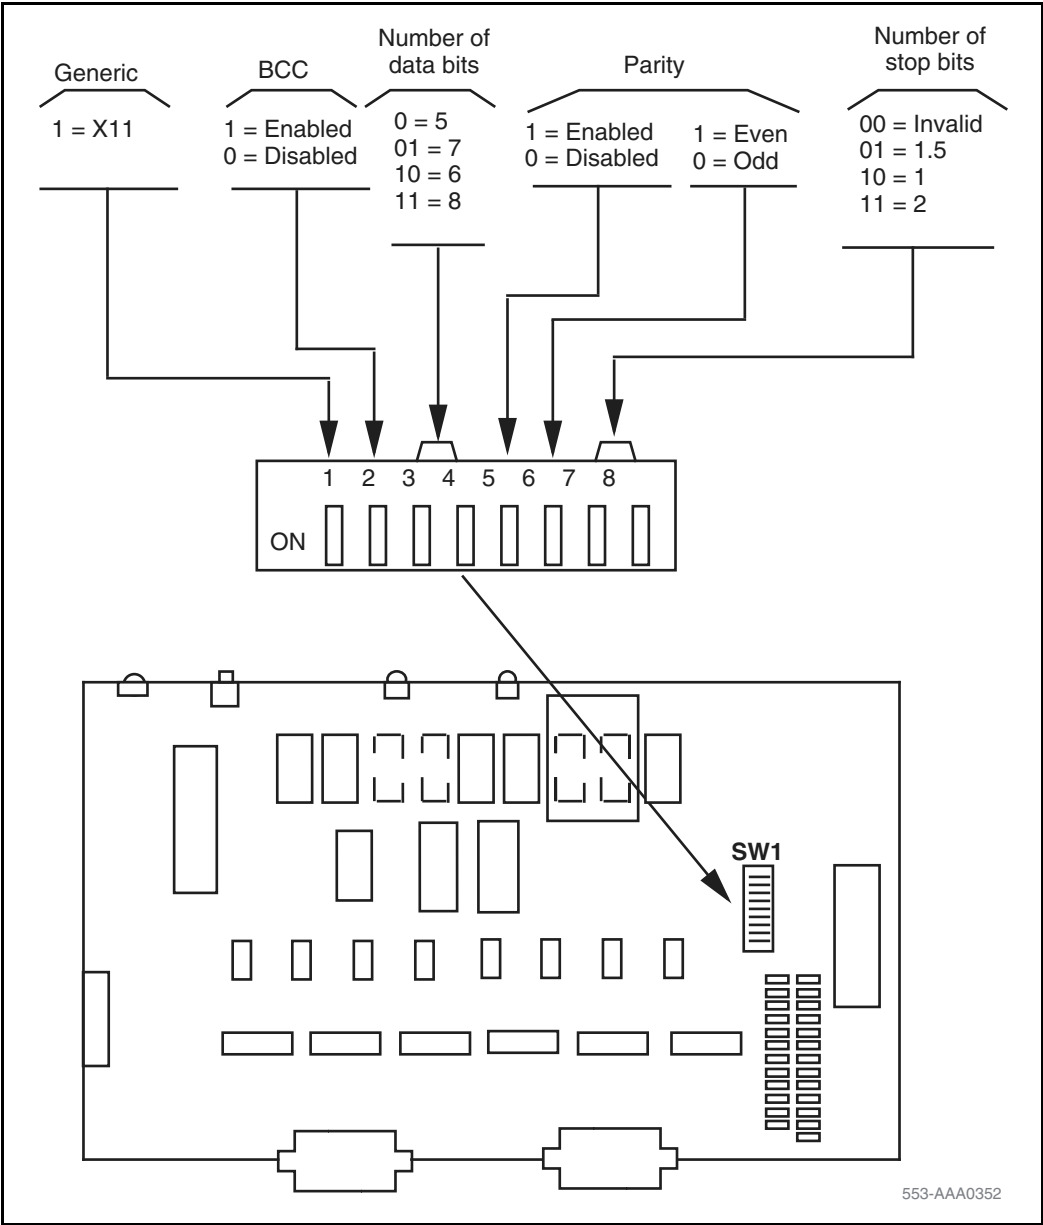 Generic
1 = X11
BCC
1 = Enabled
0 = Disabled
Number of
data bits
0 = 5
01 = 7
10 = 6
11 = 8
Parity
1 = Enabled
0 = Disabled
1 = Even
0 = Odd
Number of
stop bits
00 = Invalid
01 = 1.5
10 = 1
11 = 2
1 2 3 4 5 6 7 8
ON
SW1
553-AAA0352